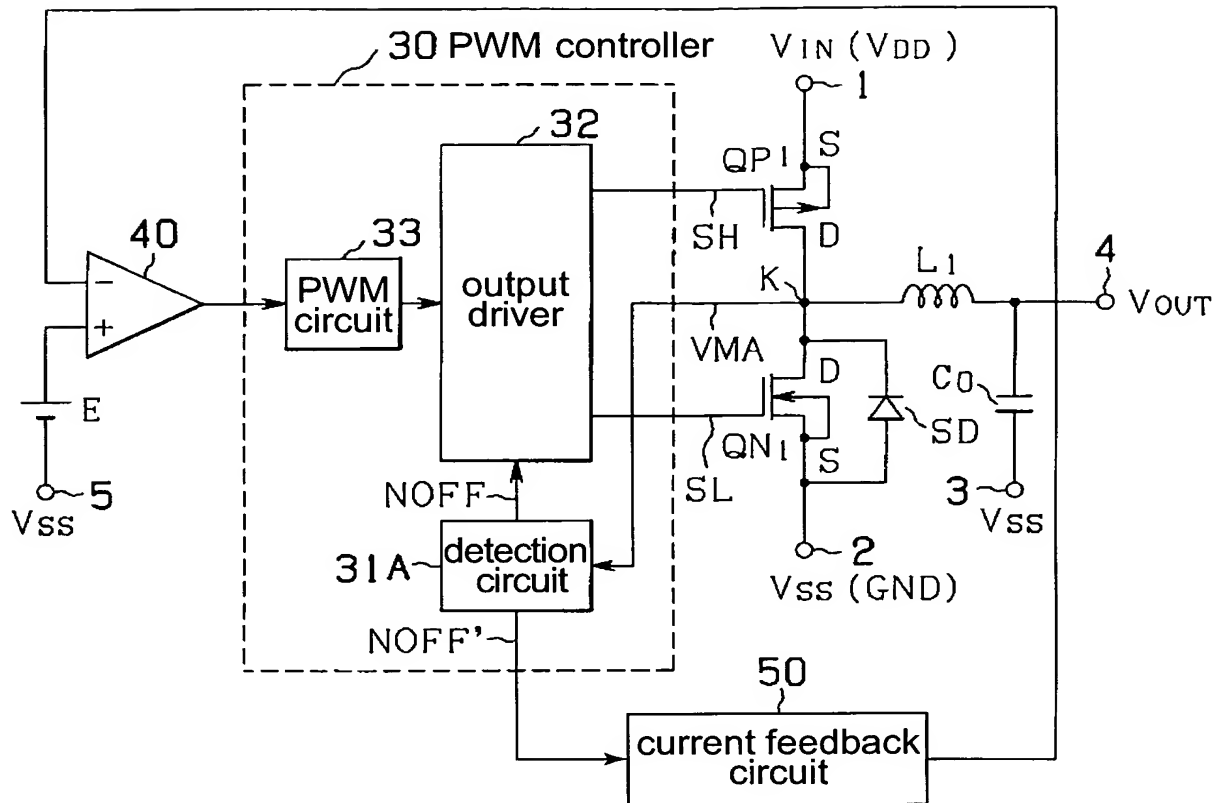 30 PWM controller
VIN (VDD)
1
32
S
QP1
SH
D
40
33
4
PWM
circuit
output
driver
K
L1
VOUT
−
+
VMA
D
C0
E
SD
QN1
S
SL
5
VSS
NOFF
3
VSS
31A
detection
circuit
2
VSS (GND)
NOFF'
50
current feedback
circuit